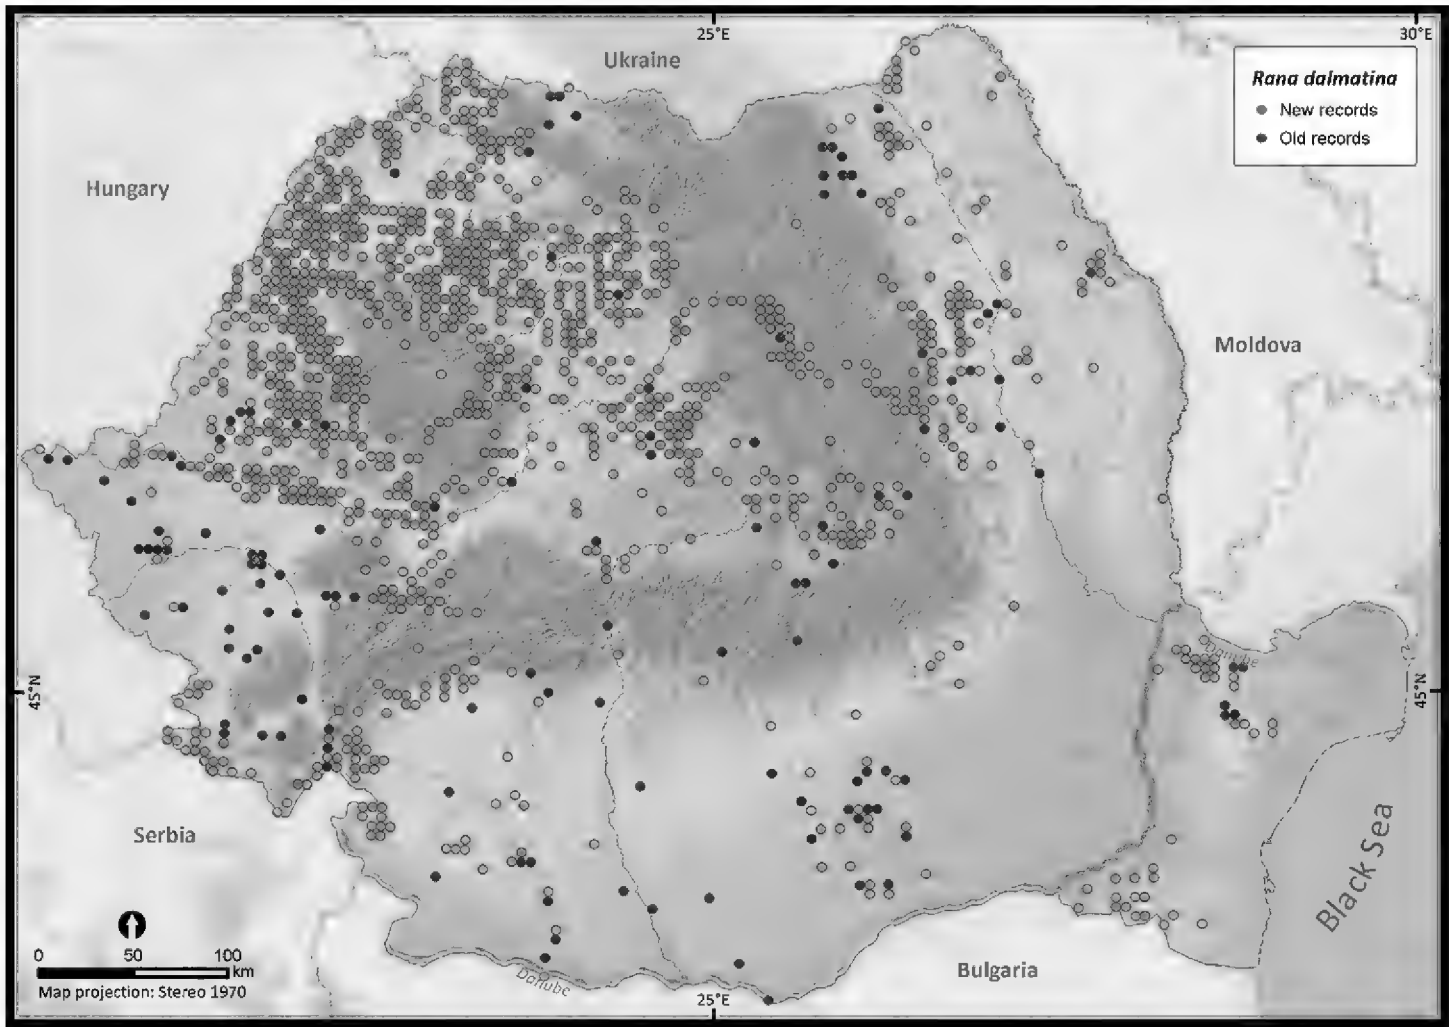 25°E
30°E
Ukraine
Rana dalmatina
New records
Old records
Hungary
Moldova
45°N
Danube
45°N
Serbia
Black Sea
0 50 100
km
Map projection: Stereo 1970
Danube
25°E
Bulgaria